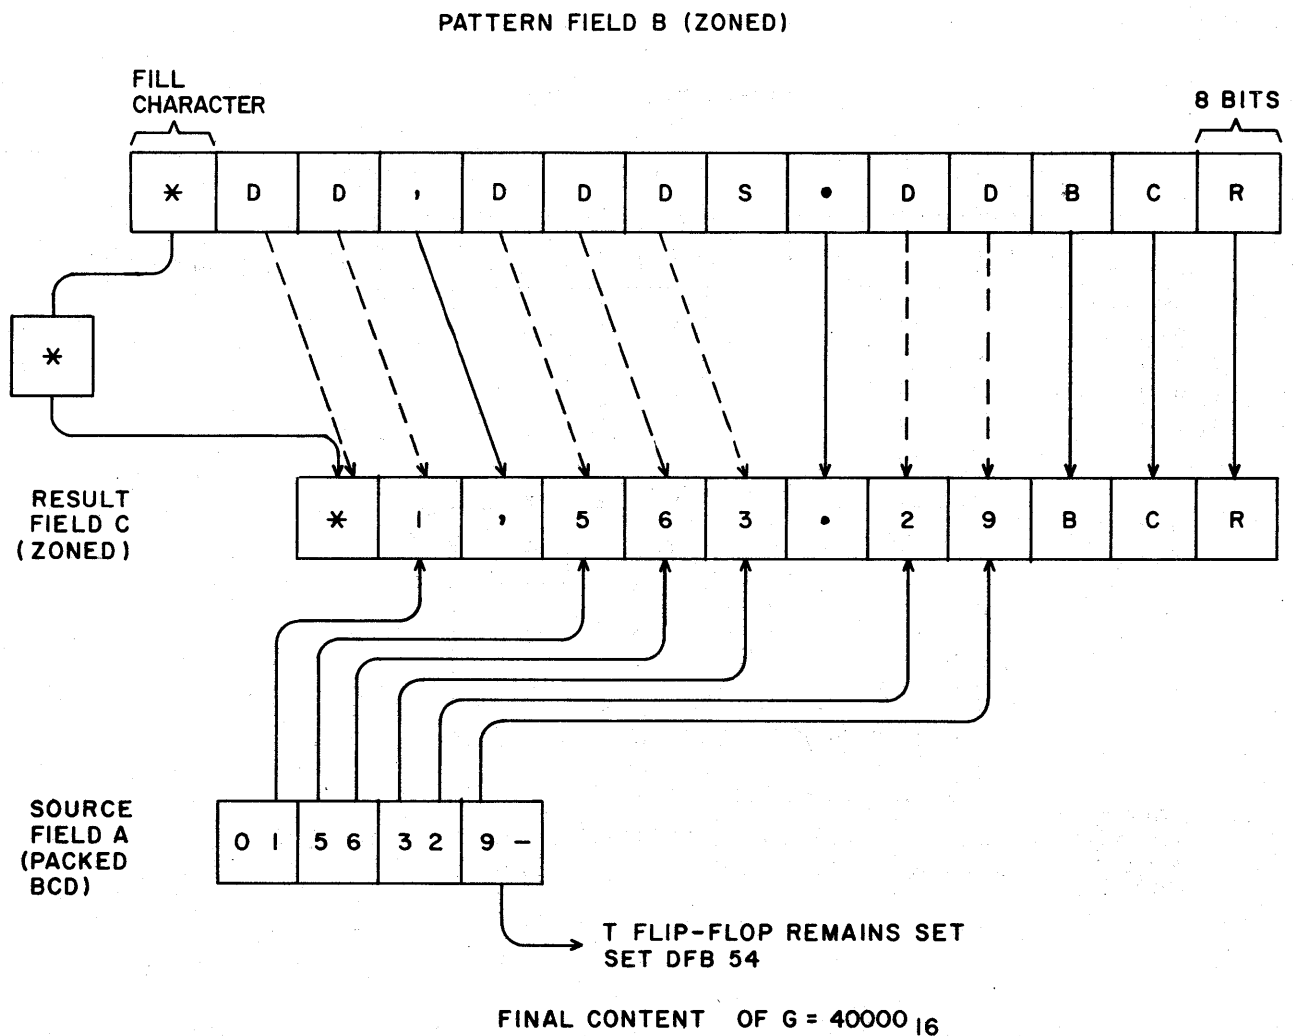 PATTERN FIELD B (ZONED)
FILL
CHARACTER
8 BITS
* D D , D D D S • D D B C R
*
RESULT
FIELD C
(ZONED)
* 1 , 5 6 3 . 2 9 B C R
SOURCE
FIELD A
(PACKED
BCD)
0 1 5 6 3 2 9 -
T FLIP-FLOP REMAINS SET
SET DFB 54
FINAL CONTENT OF G = 40000 16